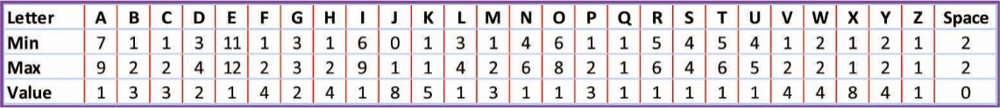 Letter A B C D E F G H I J K L M N O P Q R S T U V W X Y Z Space
Min 7 1 1 3 11 1 3 1 6 0 1 3 1 4 6 1 1 5 4 5 4 1 2 1 2 1 2
Max 9 2 2 4 12 2 3 2 9 1 1 4 2 6 8 2 1 6 4 6 5 2 2 1 2 1 2
Value 1 3 3 2 1 4 2 4 1 8 5 1 3 1 1 3 1 1 1 1 1 4 4 8 4 1 0